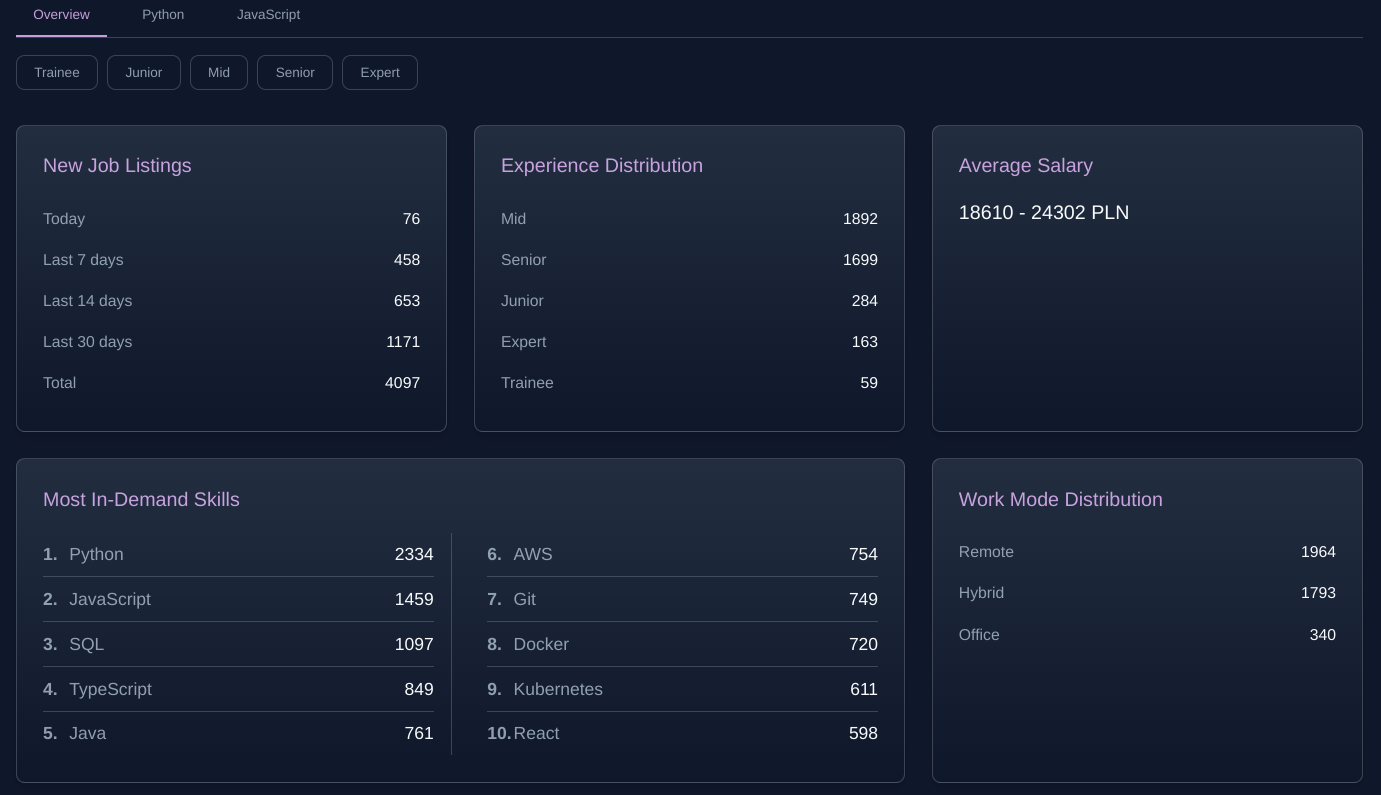 Overview Python JavaScript
Trainee Junior Mid Senior Expert
New Job Listings
Today 76
Last 7 days 458
Last 14 days 653
Last 30 days 1171
Total 4097
Experience Distribution
Mid 1892
Senior 1699
Junior 284
Expert 163
Trainee 59
Average Salary
18610 - 24302 PLN
Most In-Demand Skills
1. Python 2334
2. JavaScript 1459
3. SQL 1097
4. TypeScript 849
5. Java 761
6. AWS 754
7. Git 749
8. Docker 720
9. Kubernetes 611
10. React 598
Work Mode Distribution
Remote 1964
Hybrid 1793
Office 340